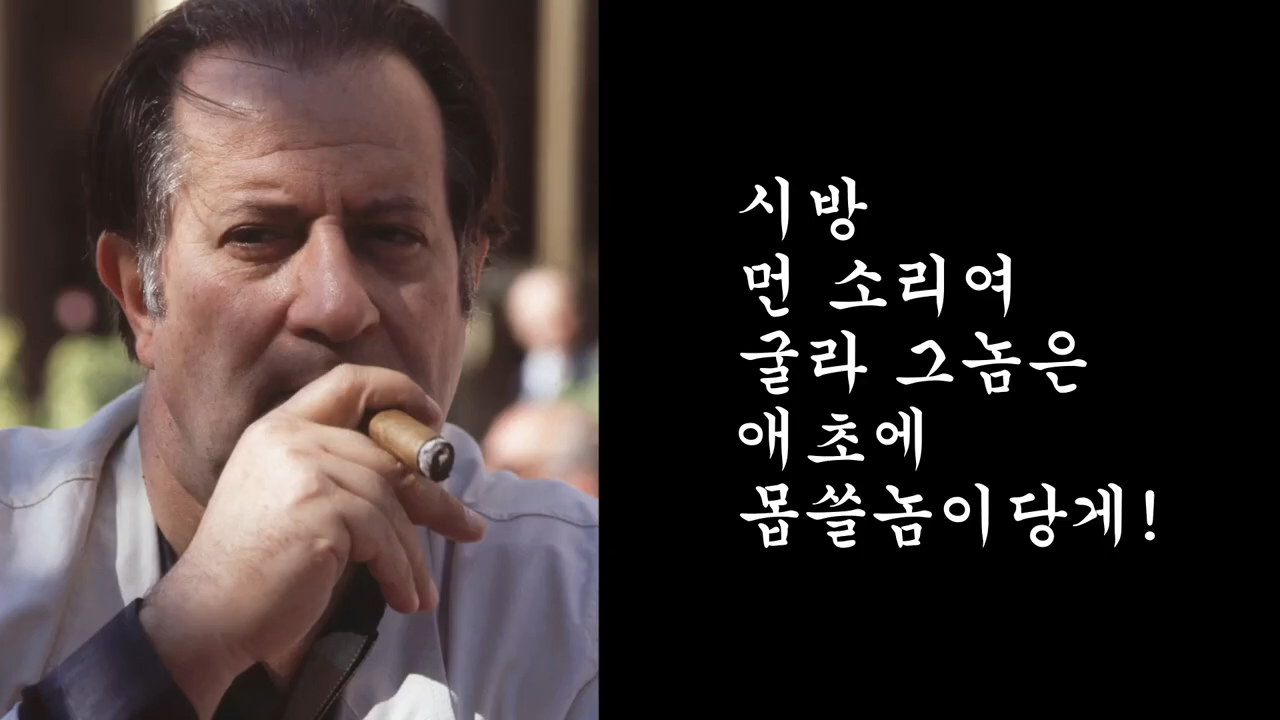 시방
먼 소리여
굴라 그놈은
애초에
몹쓸놈이당게!